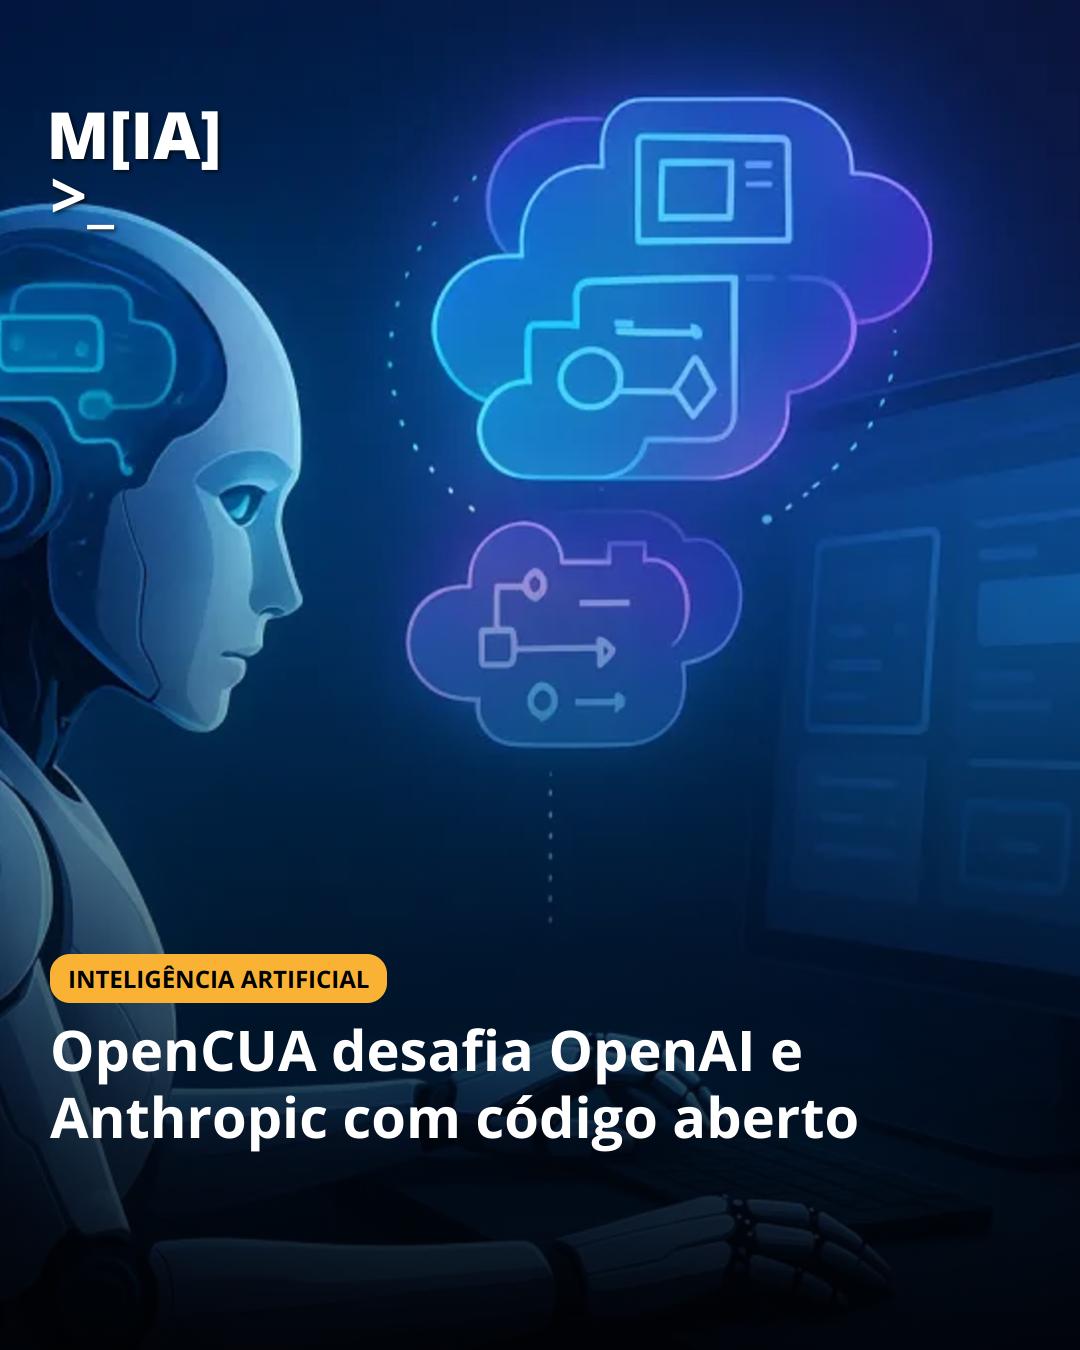 M[IA]
>_
INTELIGÊNCIA ARTIFICIAL
OpenCUA desafia OpenAI e
Anthropic com código aberto